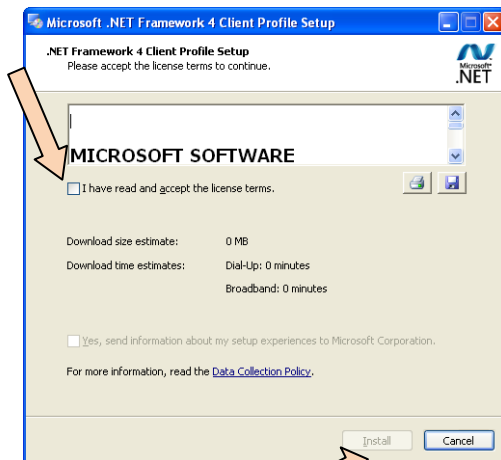 Microsoft .NET Framework 4 Client Profile Setup
.NET Framework 4 Client Profile Setup
Please accept the license terms to continue.
Microsoft
.NET
MICROSOFT SOFTWARE
I have read and accept the license terms.
Download size estimate: 0 MB
Download time estimates: Dial-Up: 0 minutes
Broadband: 0 minutes
Yes, send information about my setup experiences to Microsoft Corporation.
For more information, read the Data Collection Policy.
Install Cancel